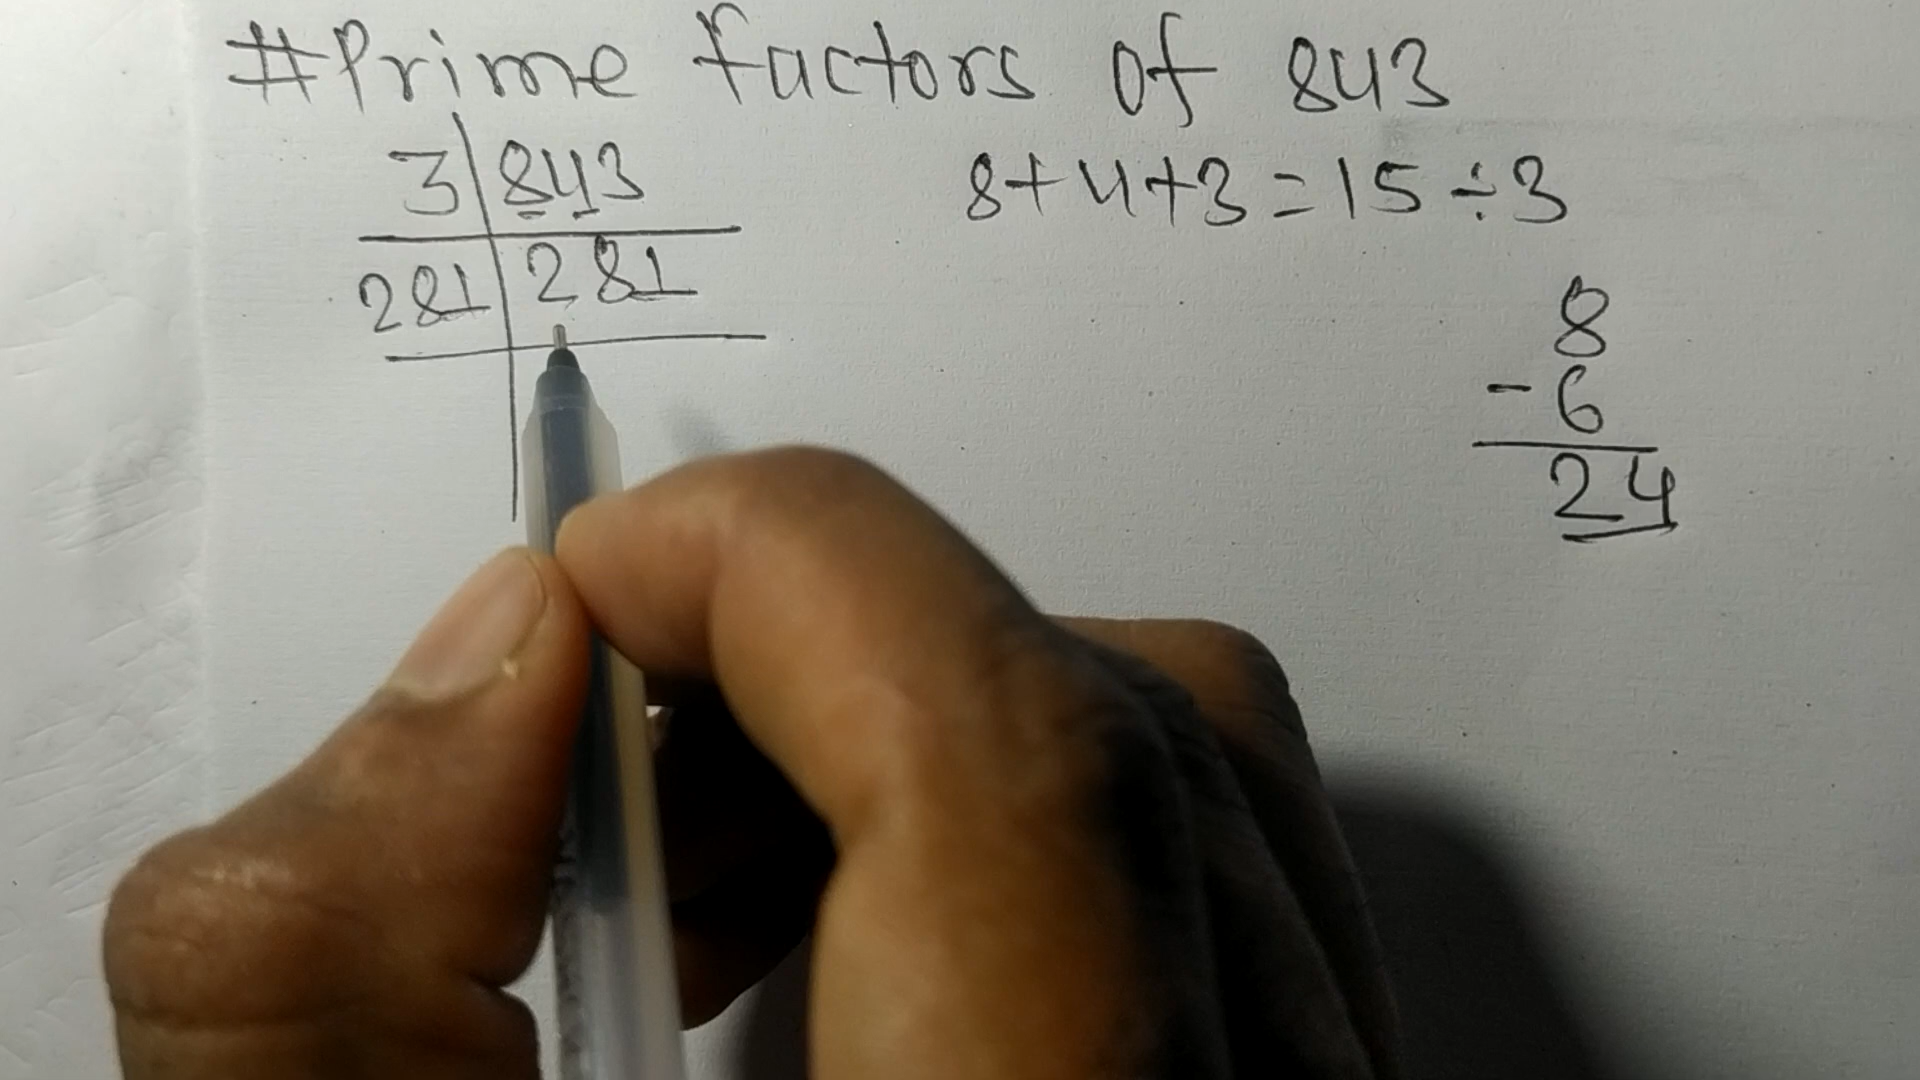 #Prime factors of 843
3 843 8+4+3=15÷3
281 281
8
-6
24